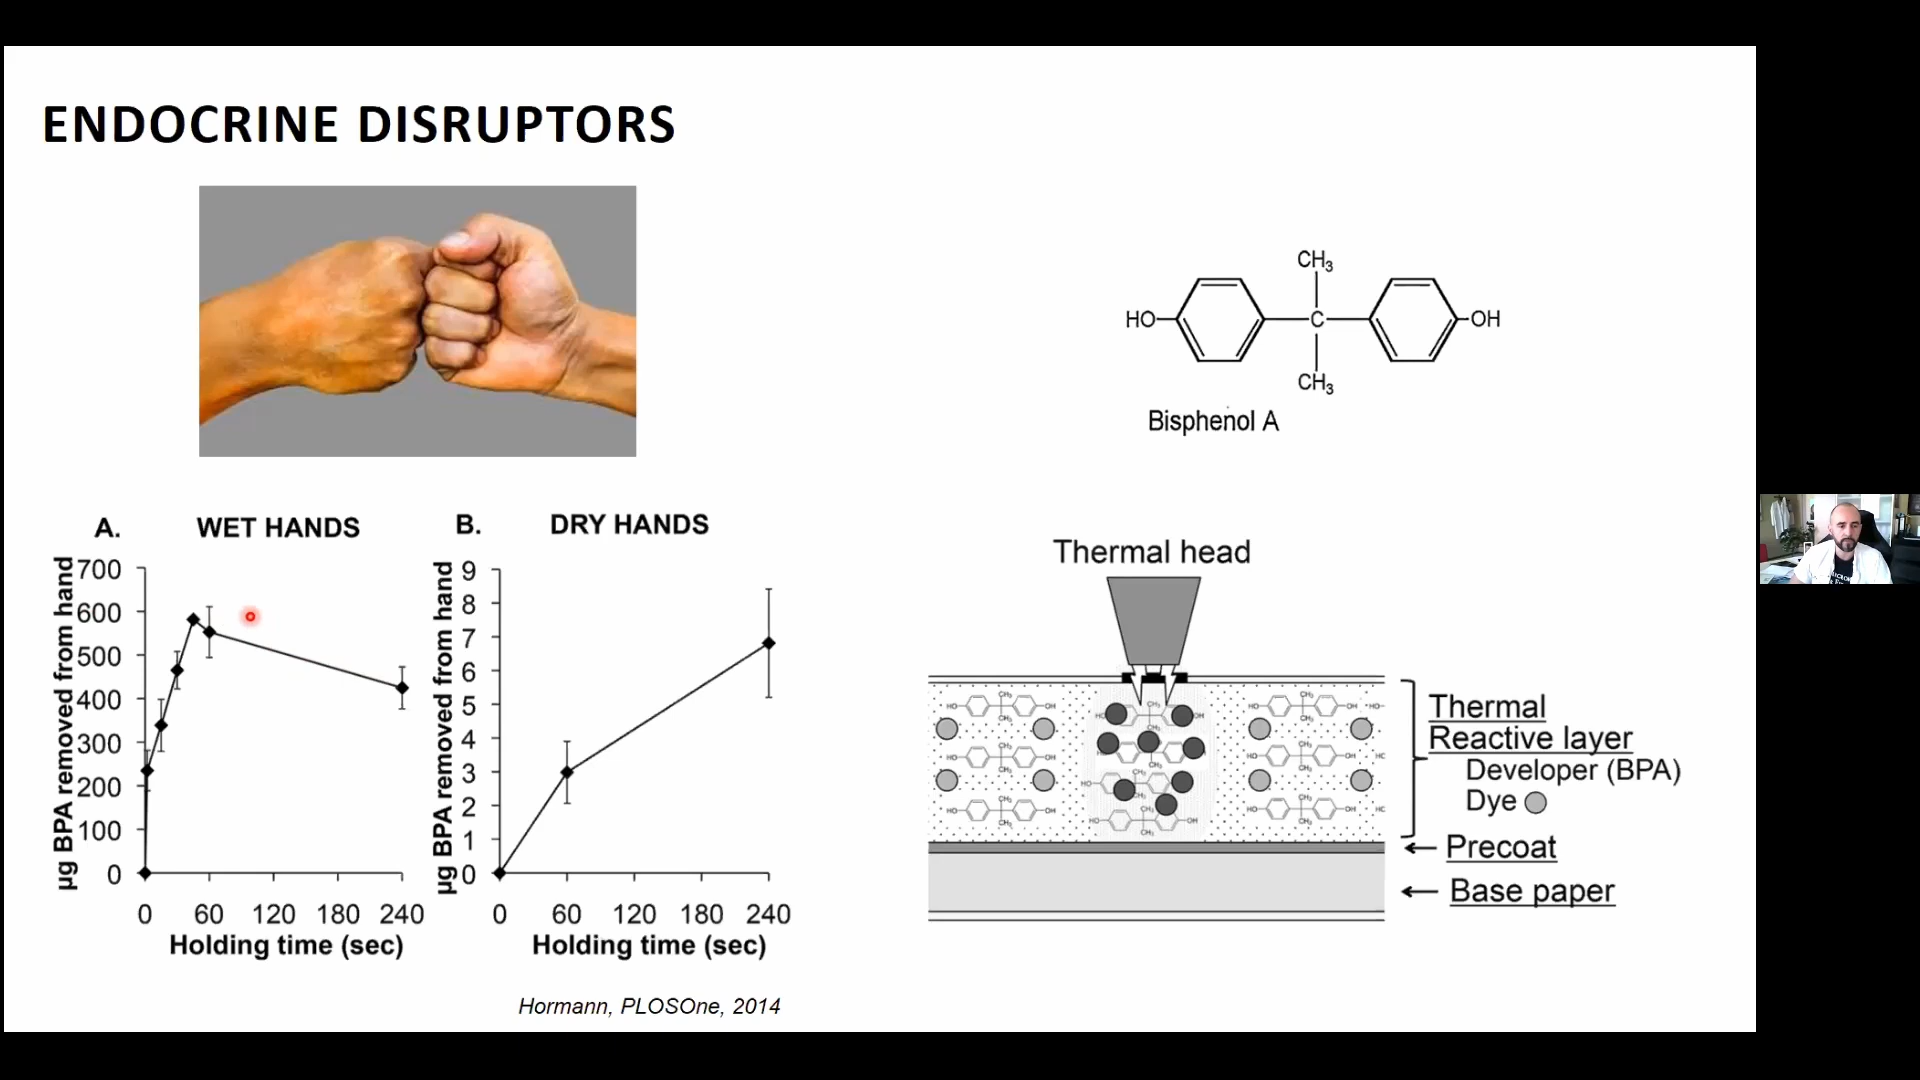 ENDOCRINE DISRUPTORS
CH3
HO
C
OH
CH3
Bisphenol A
A. WET HANDS
µg BPA removed from hand
700
600
500
400
300
200
100
0
0 60 120 180 240
Holding time (sec)
B. DRY HANDS
µg BPA removed from hand
9
8
7
6
5
4
3
2
1
0
0 60 120 180 240
Holding time (sec)
Hormann, PLOSOne, 2014
Thermal head
Thermal
Reactive layer
Developer (BPA)
Dye
Precoat
Base paper